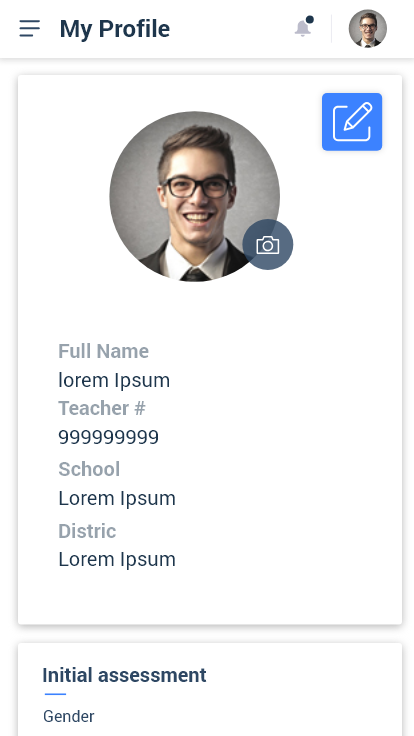 My Profile
Full Name
lorem Ipsum
Teacher #
999999999
School
Lorem Ipsum
Distric
Lorem Ipsum
Initial assessment
Gender